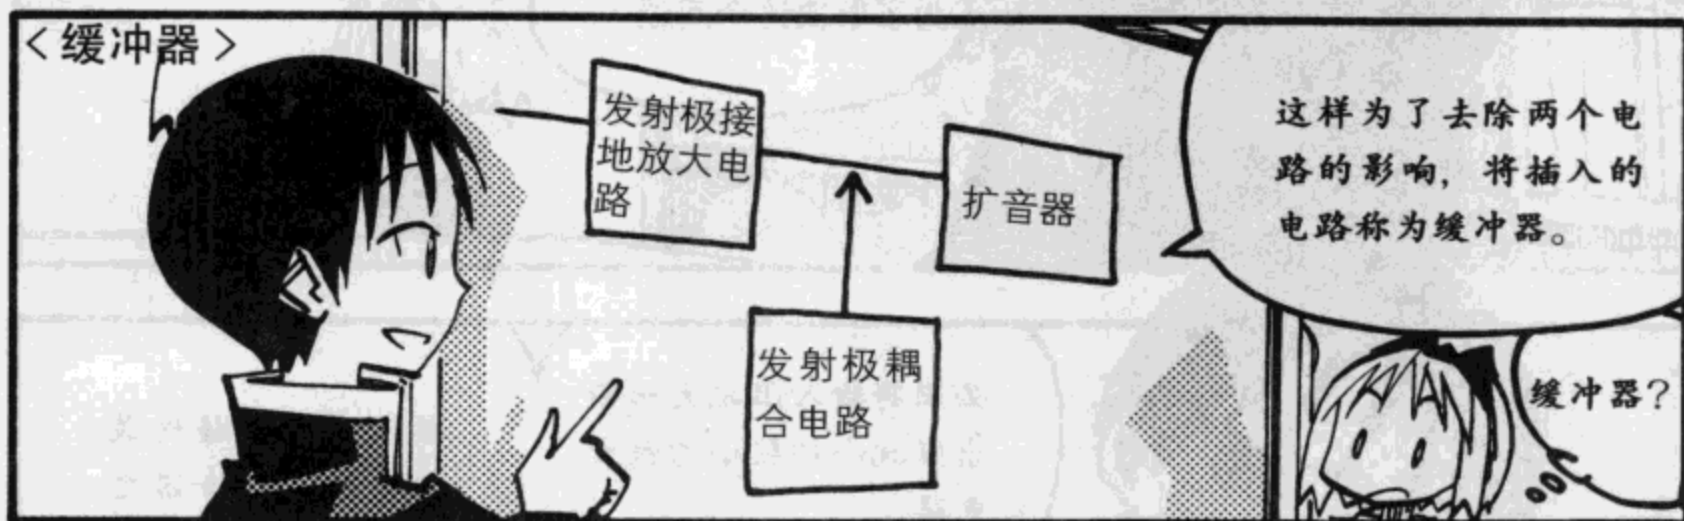 <缓冲器>
发射极接
地放大电
路
扩音器
发射极耦
合电路
这样为了去除两个电
路的影响，将插入的
电路称为缓冲器。
缓冲器？